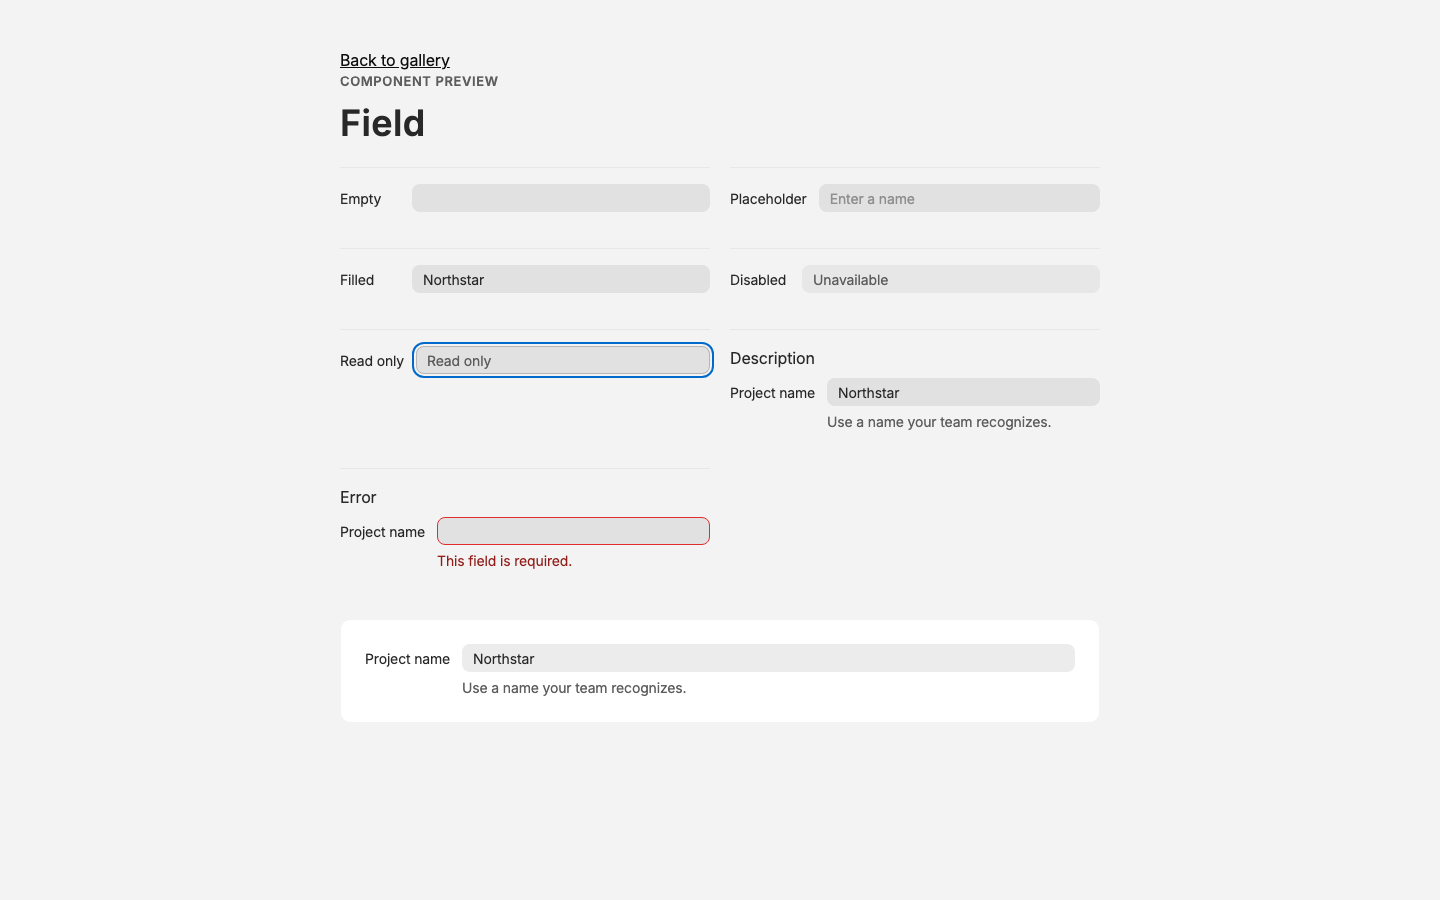 Back to gallery
COMPONENT PREVIEW
Field
Empty
Placeholder Enter a name
Filled Northstar
Disabled Unavailable
Read only Read only
Description
Project name Northstar
Use a name your team recognizes.
Error
Project name
This field is required.
Project name Northstar
Use a name your team recognizes.